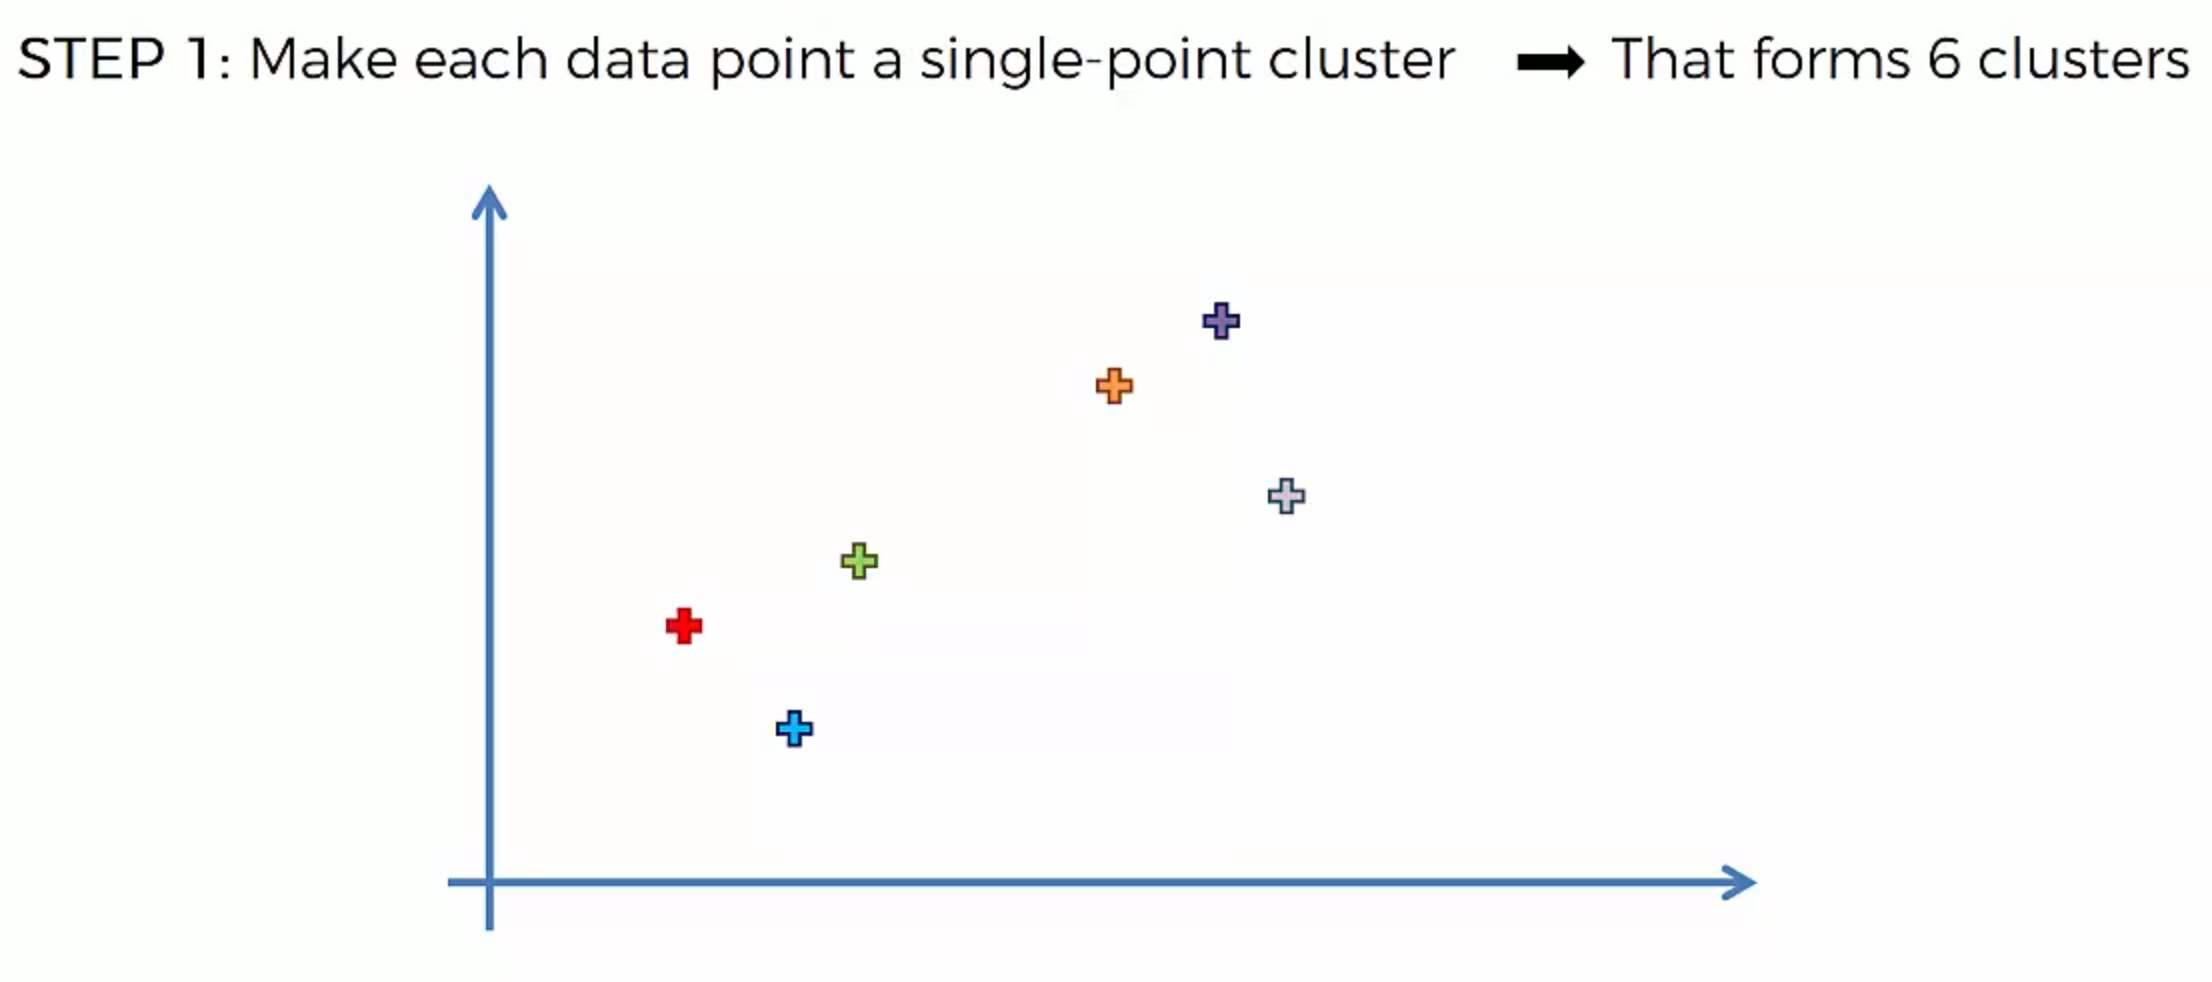 STEP 1: Make each data point a single-point cluster ➡ That forms 6 clusters